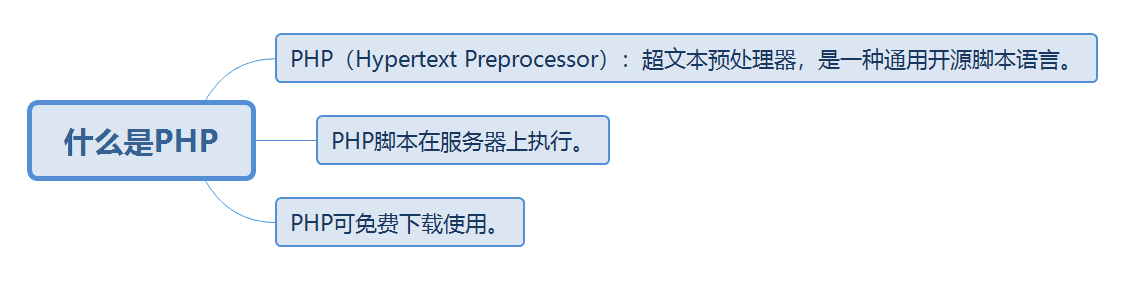 什么是PHP
PHP（Hypertext Preprocessor）：超文本预处理器，是一种通用开源脚本语言。
PHP脚本在服务器上执行。
PHP可免费下载使用。